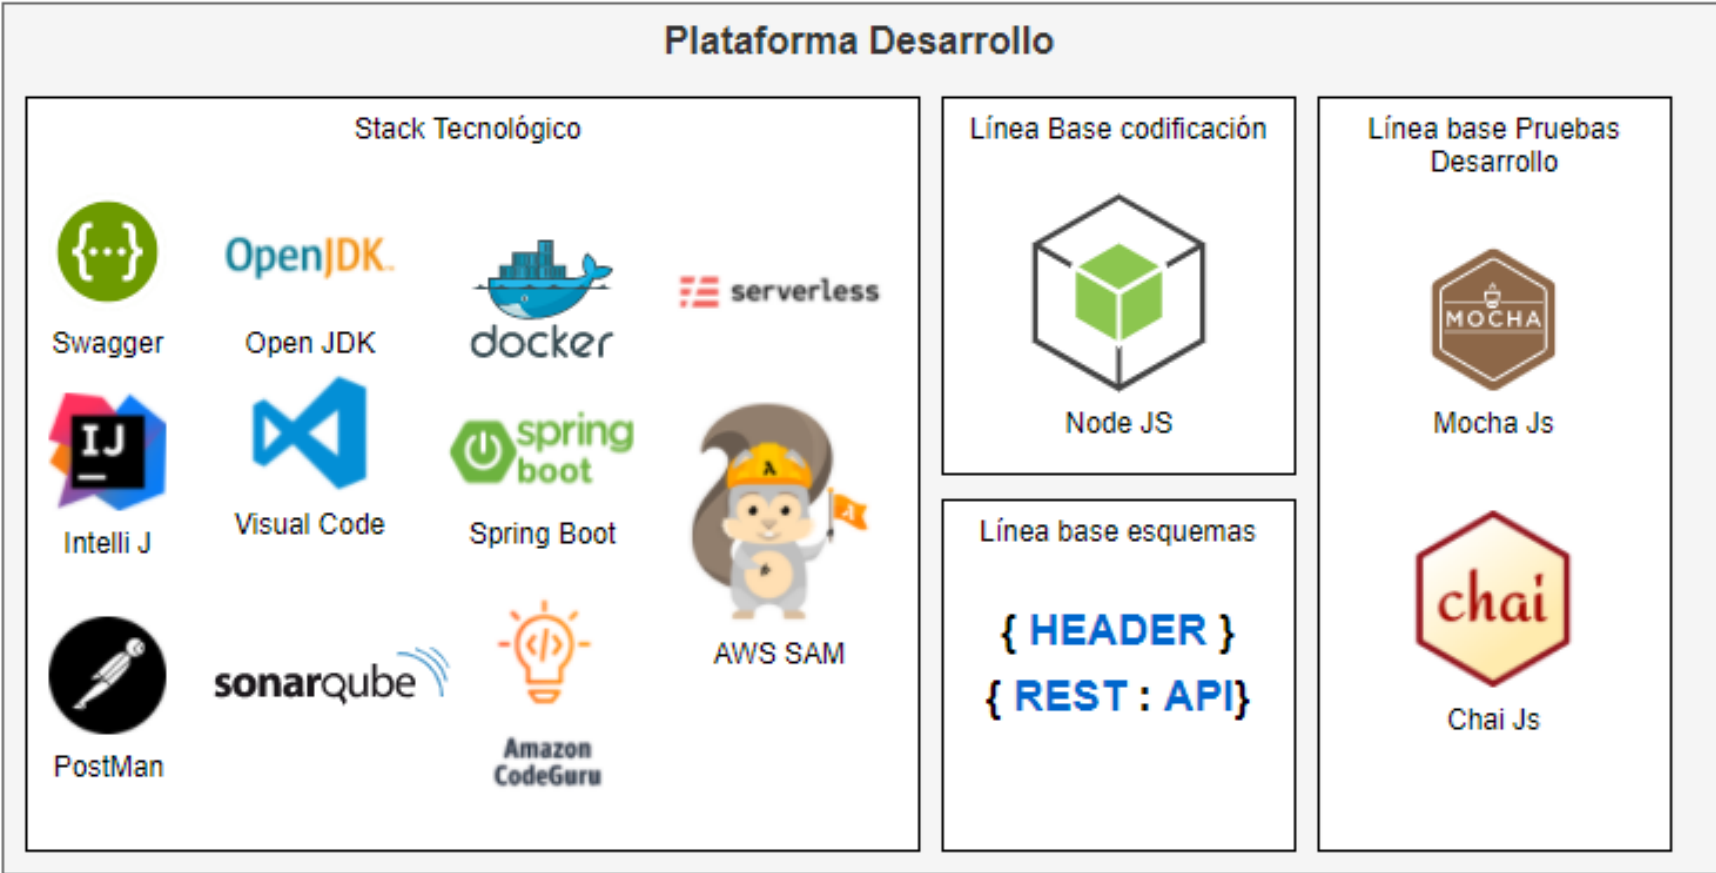 Plataforma Desarrollo
Stack Tecnológico
{···}
Swagger
OpenJDK™
Open JDK
docker
serverless
IJ
Intelli J
Visual Code
spring
boot
Spring Boot
λ
λ
AWS SAM
PostMan
sonarqube
</>
Amazon
CodeGuru
Línea Base codificación
Node JS
Línea base esquemas
{ HEADER }
{ REST : API}
Línea base Pruebas
Desarrollo
MOCHA
Mocha Js
chai
Chai Js